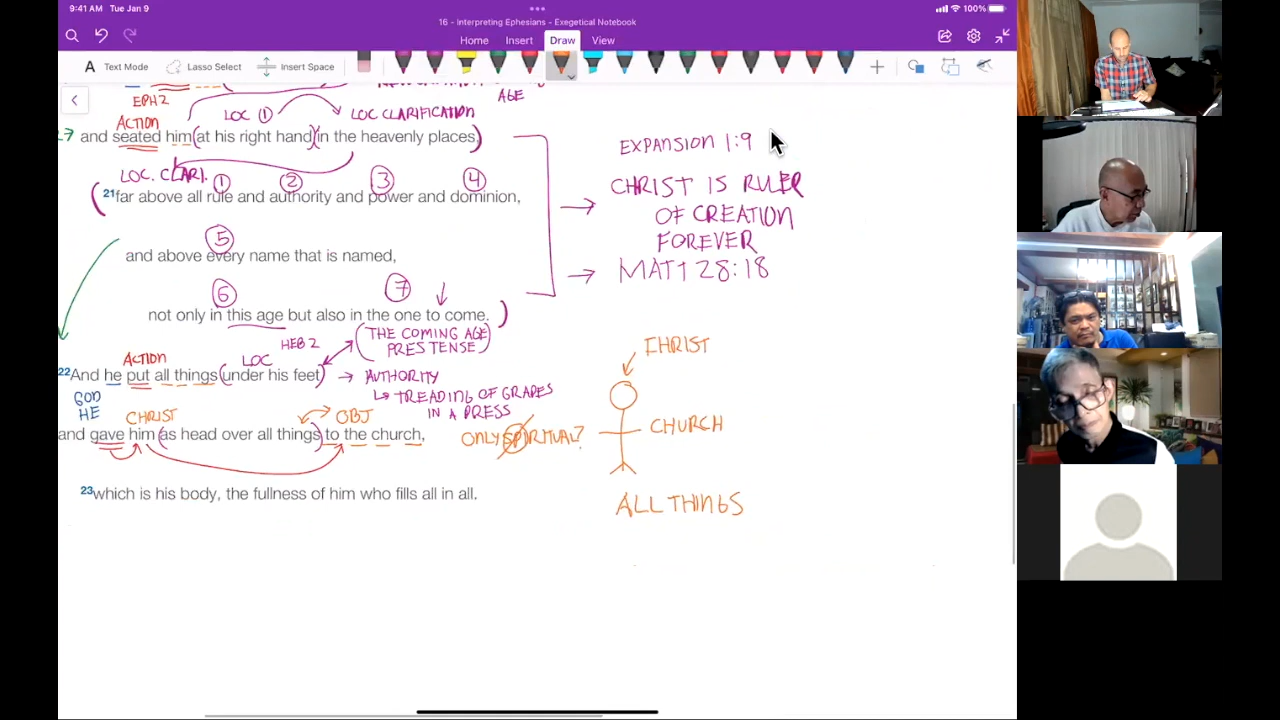 9:41 AM Tue Jan 9
100%
16 - Interpreting Ephesians - Exegetical Notebook
Home Insert Draw View
A Text Mode Lasso Select Insert Space
EPH 2
AGE
ACTION LOC 1 LOC CLARIFICATION
27 and seated him (at his right hand)(in the heavenly places,)
LOC. CLARI. 1 2 3 4
(21far above all rule and authority and power and dominion,
5
and above every name that is named,
6 7
not only in this age but also in the one to come.)
EXPANSION 1:9
CHRIST IS RULER
OF CREATION
FOREVER
MATT 28:18
HEB 2 (THE COMING AGE
PRES TENSE)
ACTION LOC
22And he put all things (under his feet) → AUTHORITY
↳ TREADING OF GRAPES
IN A PRESS
GOD
HE
CHRIST OBJ
and gave him (as head over all things) to the church,
ONLY SPIRITUAL?
23which is his body, the fullness of him who fills all in all.
CHRIST
CHURCH
ALL THINGS